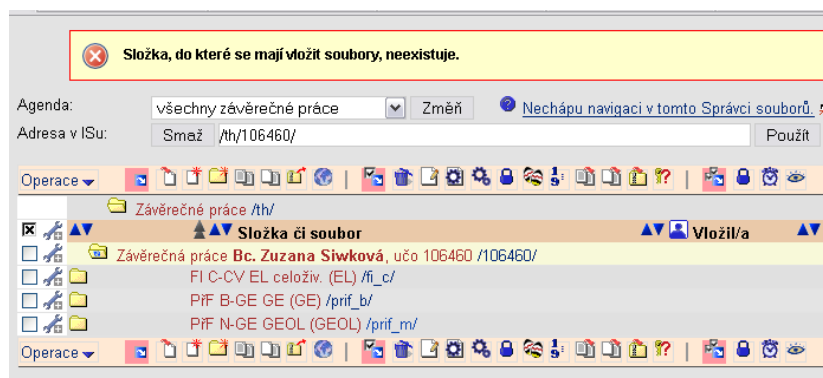 Složka, do které se mají vložit soubory, neexistuje.
Agenda: všechny závěrečné práce Změň Nechápu navigaci v tomto Správci souborů.
Adresa v ISu: Smaž /th/106460/ Použít
Operace
Závěrečné práce /th/
Složka či soubor Vložil/a
Závěrečná práce Bc. Zuzana Siwková, učo 106460 /106460/
FI C-CV EL celoživ. (EL) /fi_c/
PřF B-GE GE (GE) /prif_b/
PřF N-GE GEOL (GEOL) /prif_m/
Operace